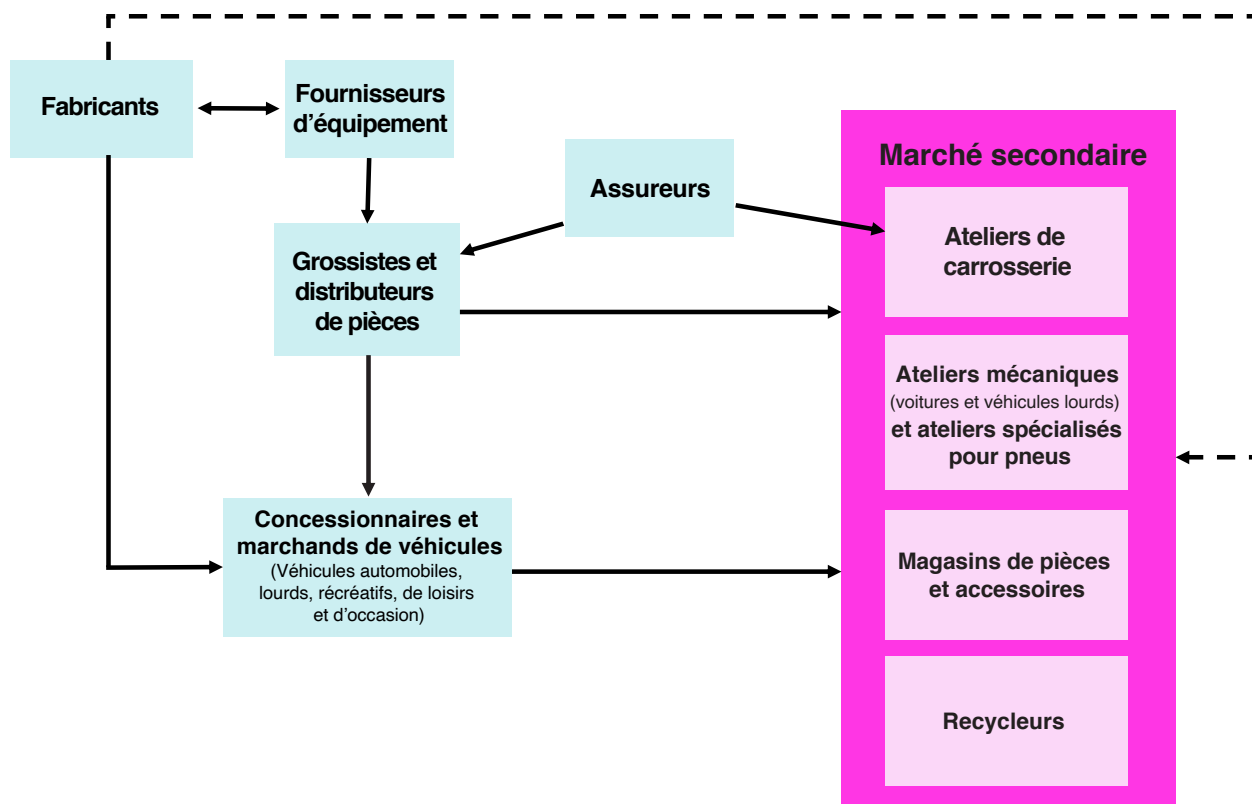 Fabricants
Fournisseurs
d’équipement
Assureurs
Grossistes et
distributeurs
de pièces
Concessionnaires et
marchands de véhicules
(Véhicules automobiles,
lourds, récréatifs, de loisirs
et d’occasion)
Marché secondaire
Ateliers de
carrosserie
Ateliers mécaniques
(voitures et véhicules lourds)
et ateliers spécialisés
pour pneus
Magasins de pièces
et accessoires
Recycleurs